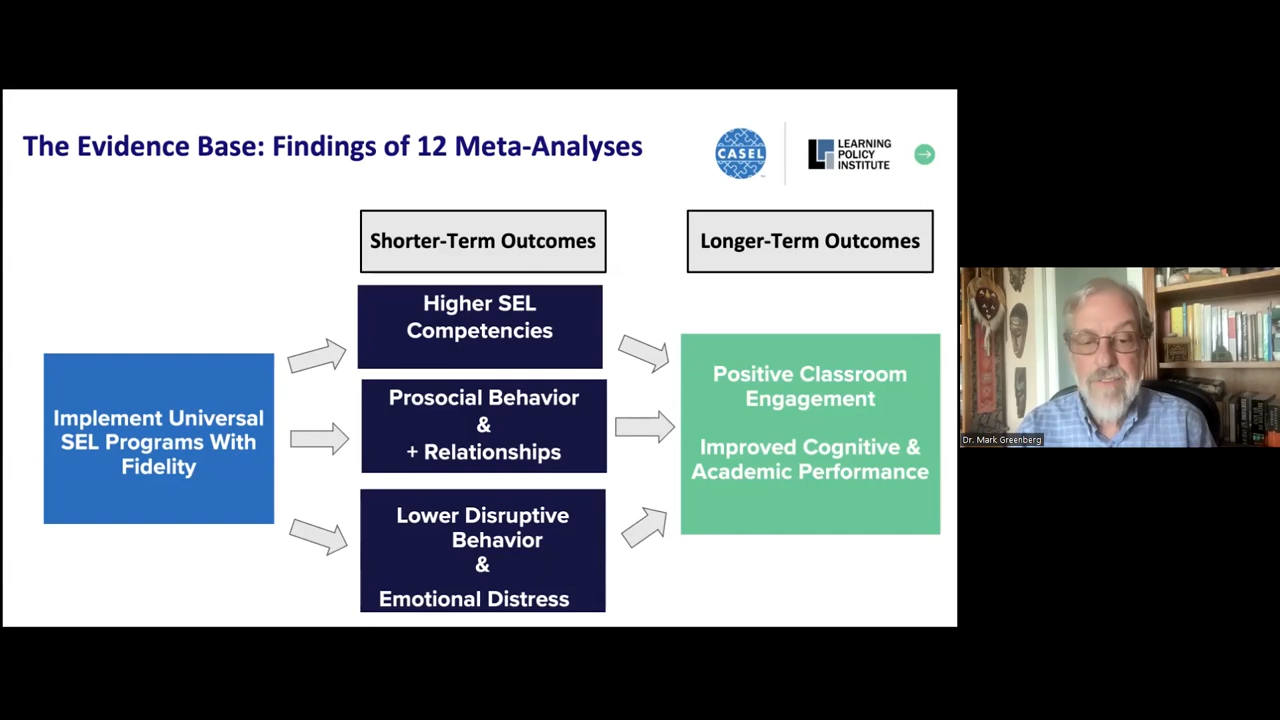 The Evidence Base: Findings of 12 Meta-Analyses
CASEL
LEARNING
POLICY
INSTITUTE
Shorter-Term Outcomes
Longer-Term Outcomes
Implement Universal
SEL Programs With
Fidelity
Higher SEL
Competencies
Prosocial Behavior
&
+ Relationships
Lower Disruptive
Behavior
&
Emotional Distress
Positive Classroom
Engagement
Improved Cognitive &
Academic Performance
Dr. Mark Greenberg